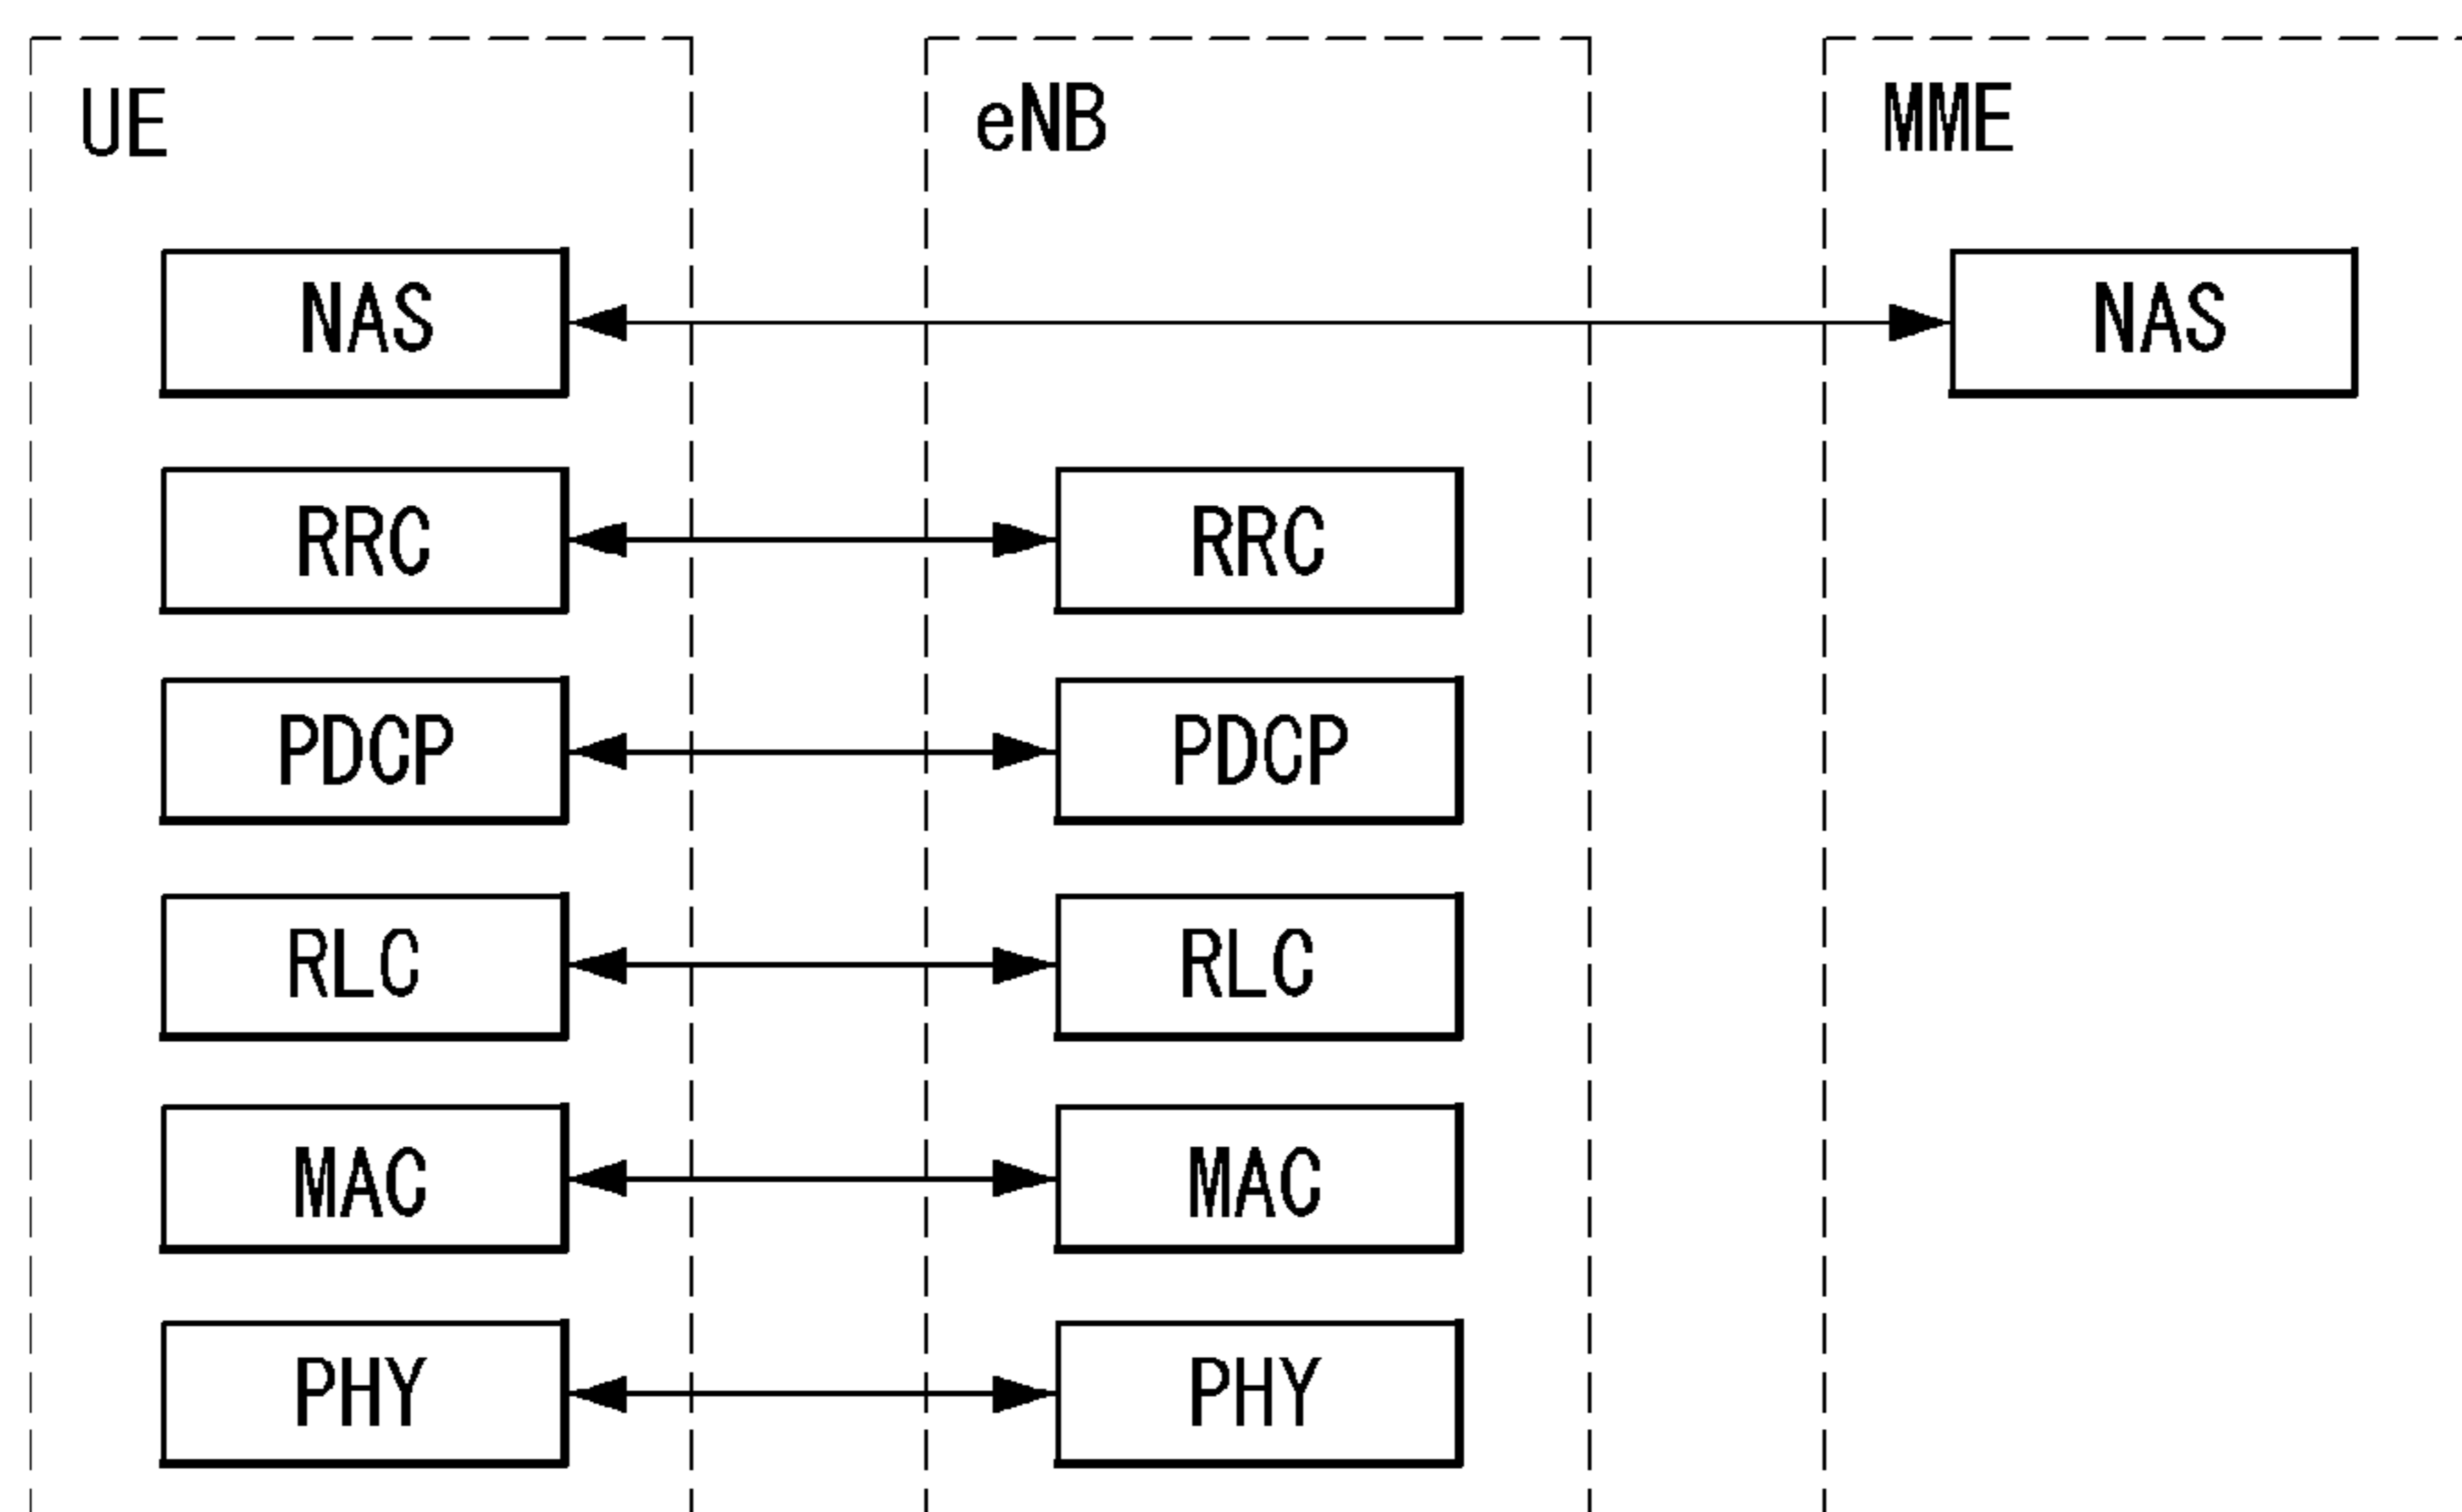 UE eNB MME
NAS NAS
RRC RRC
PDCP PDCP
RLC RLC
MAC MAC
PHY PHY